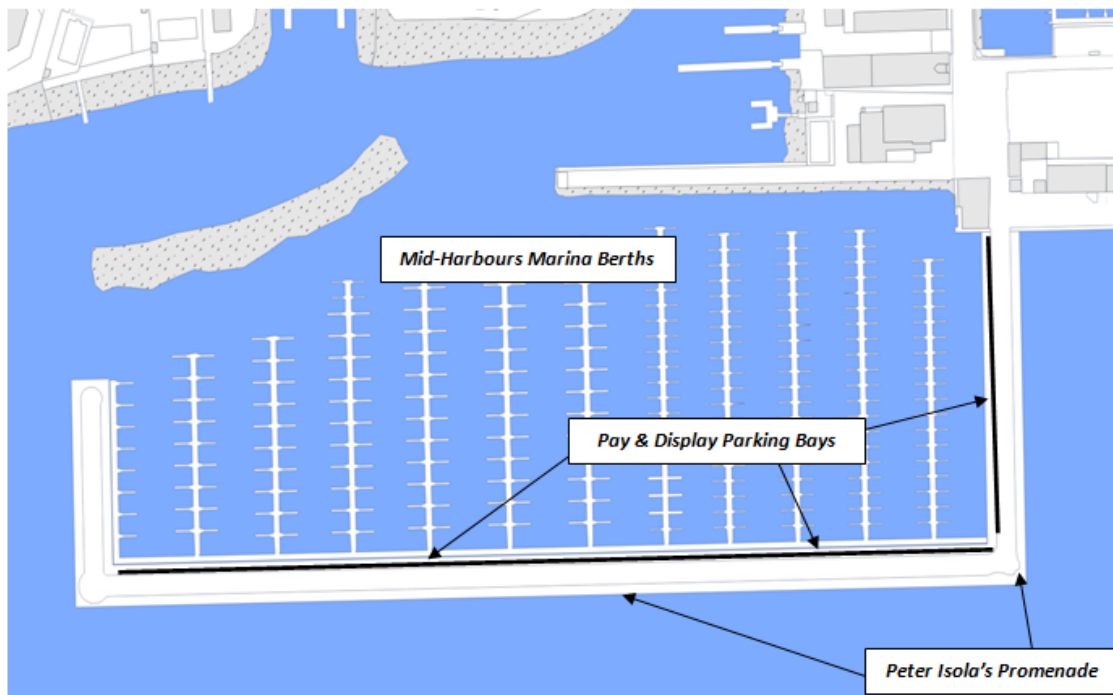 Mid-Harbours Marina Berths
Pay & Display Parking Bays
Peter Isola's Promenade